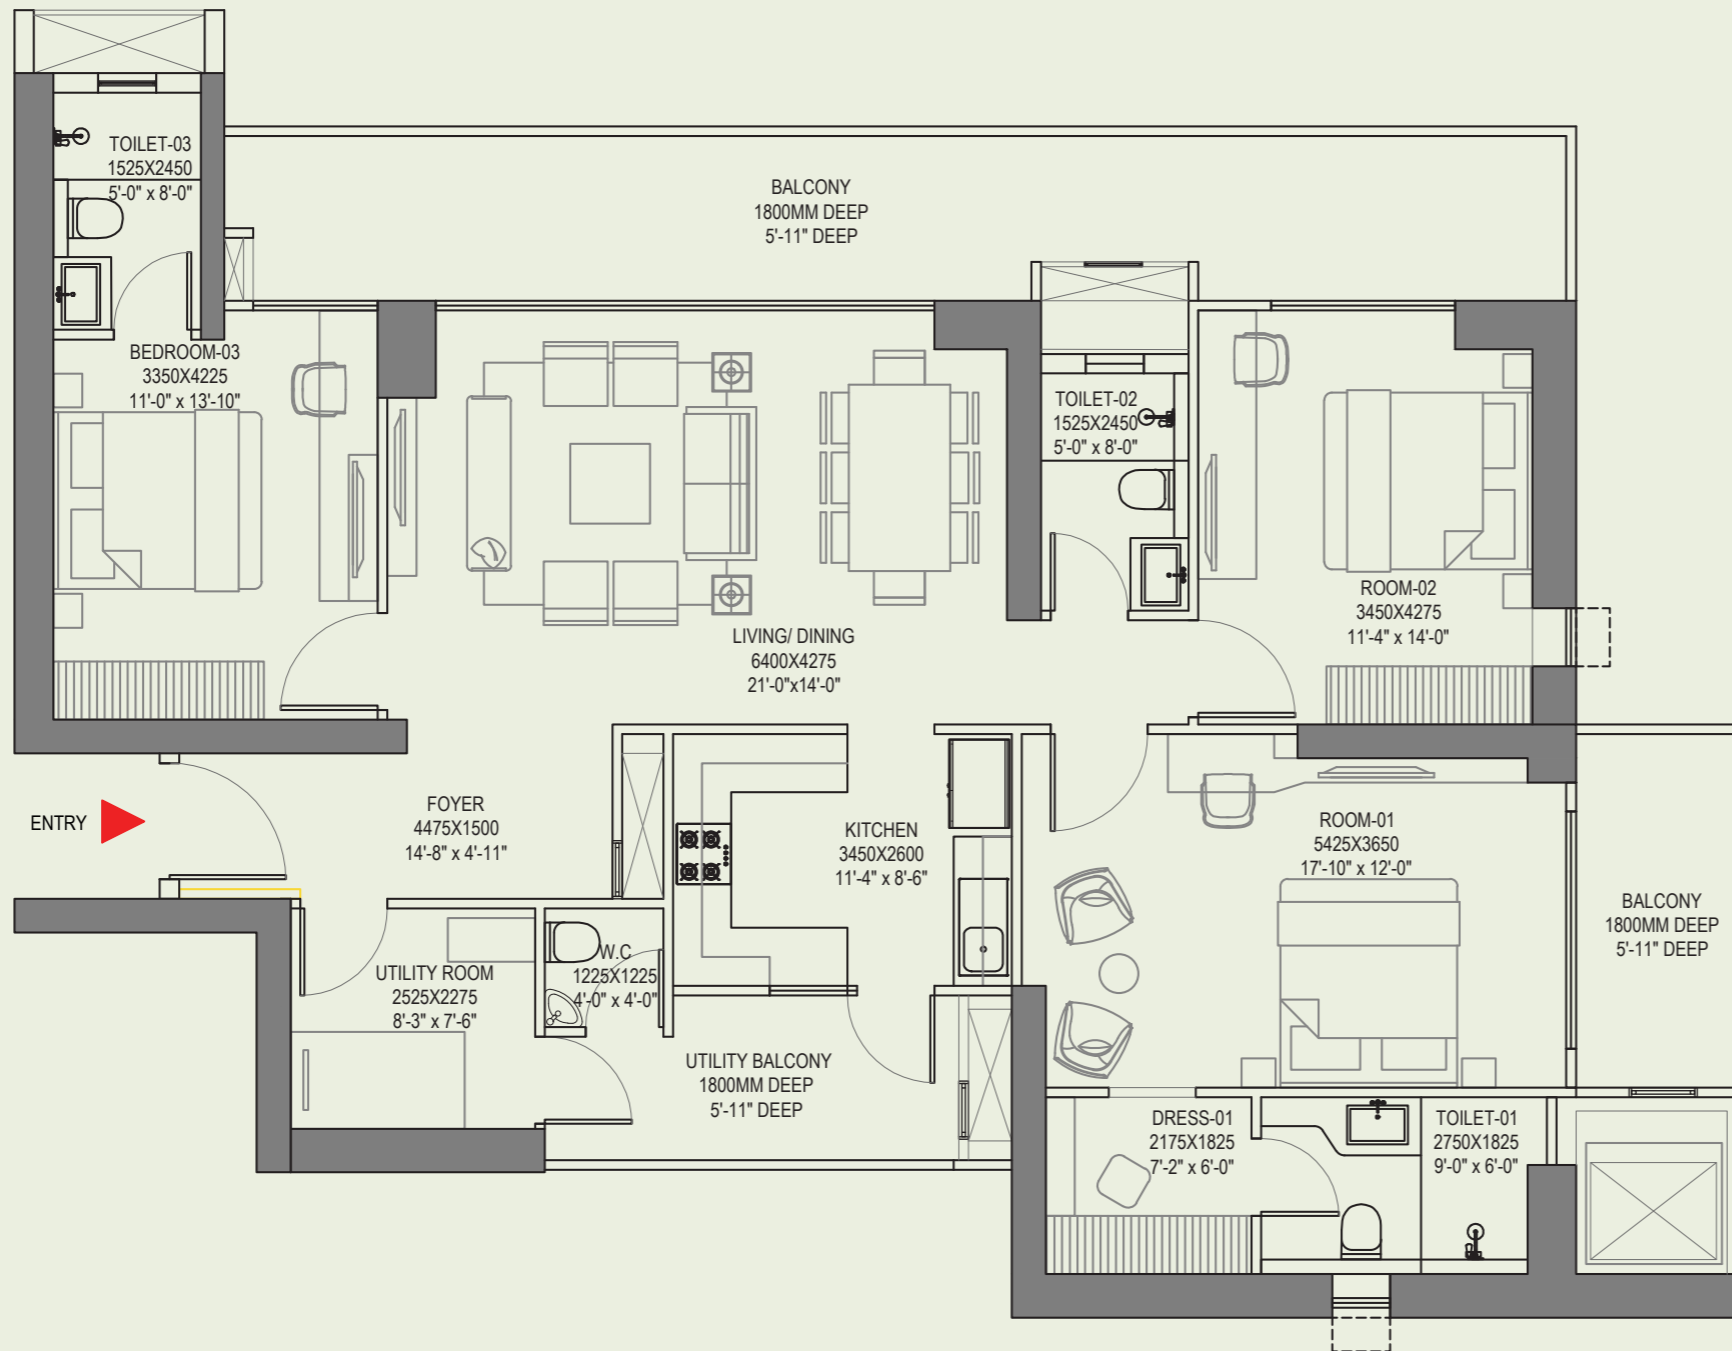 TOILET-03
1525X2450
5'-0" x 8'-0"
BALCONY
1800MM DEEP
5'-11" DEEP
BEDROOM-03
3350X4225
11'-0" x 13'-10"
TOILET-02
1525X2450
5'-0" x 8'-0"
ROOM-02
3450X4275
11'-4" x 14'-0"
LIVING/ DINING
6400X4275
21'-0"x14'-0"
ENTRY
FOYER
4475X1500
14'-8" x 4'-11"
KITCHEN
3450X2600
11'-4" x 8'-6"
ROOM-01
5425X3650
17'-10" x 12'-0"
BALCONY
1800MM DEEP
5'-11" DEEP
UTILITY ROOM
2525X2275
8'-3" x 7'-6"
W.C
1225X1225
4'-0" x 4'-0"
UTILITY BALCONY
1800MM DEEP
5'-11" DEEP
DRESS-01
2175X1825
7'-2" x 6'-0"
TOILET-01
2750X1825
9'-0" x 6'-0"